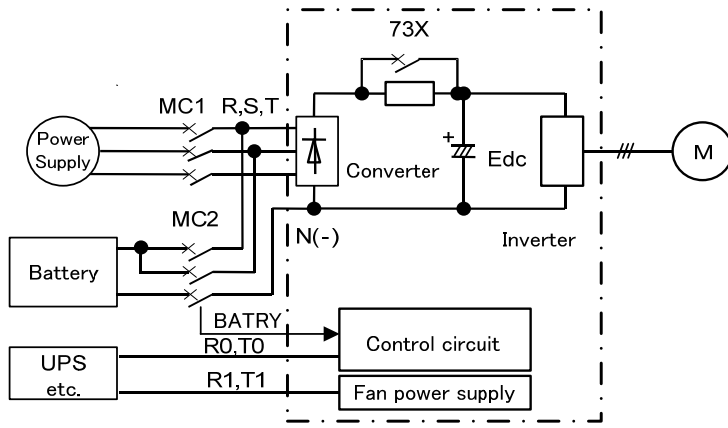 73X
MC1
R,S,T
Power
Supply
+
Edc
Converter
M
MC2
N(-)
Inverter
Battery
BATRY
Control circuit
R0,T0
UPS
etc.
R1,T1
Fan power supply